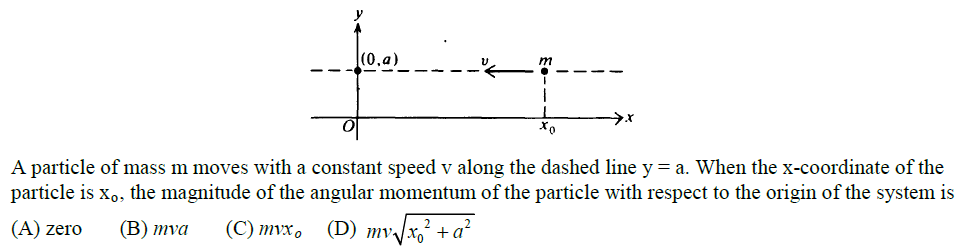 y
(0,a)
υ
m
O
x₀
x
A particle of mass m moves with a constant speed v along the dashed line y = a. When the x-coordinate of the
particle is xₒ, the magnitude of the angular momentum of the particle with respect to the origin of the system is
(A) zero (B) mva (C) mvxₒ (D) mv√(x₀² + a²)